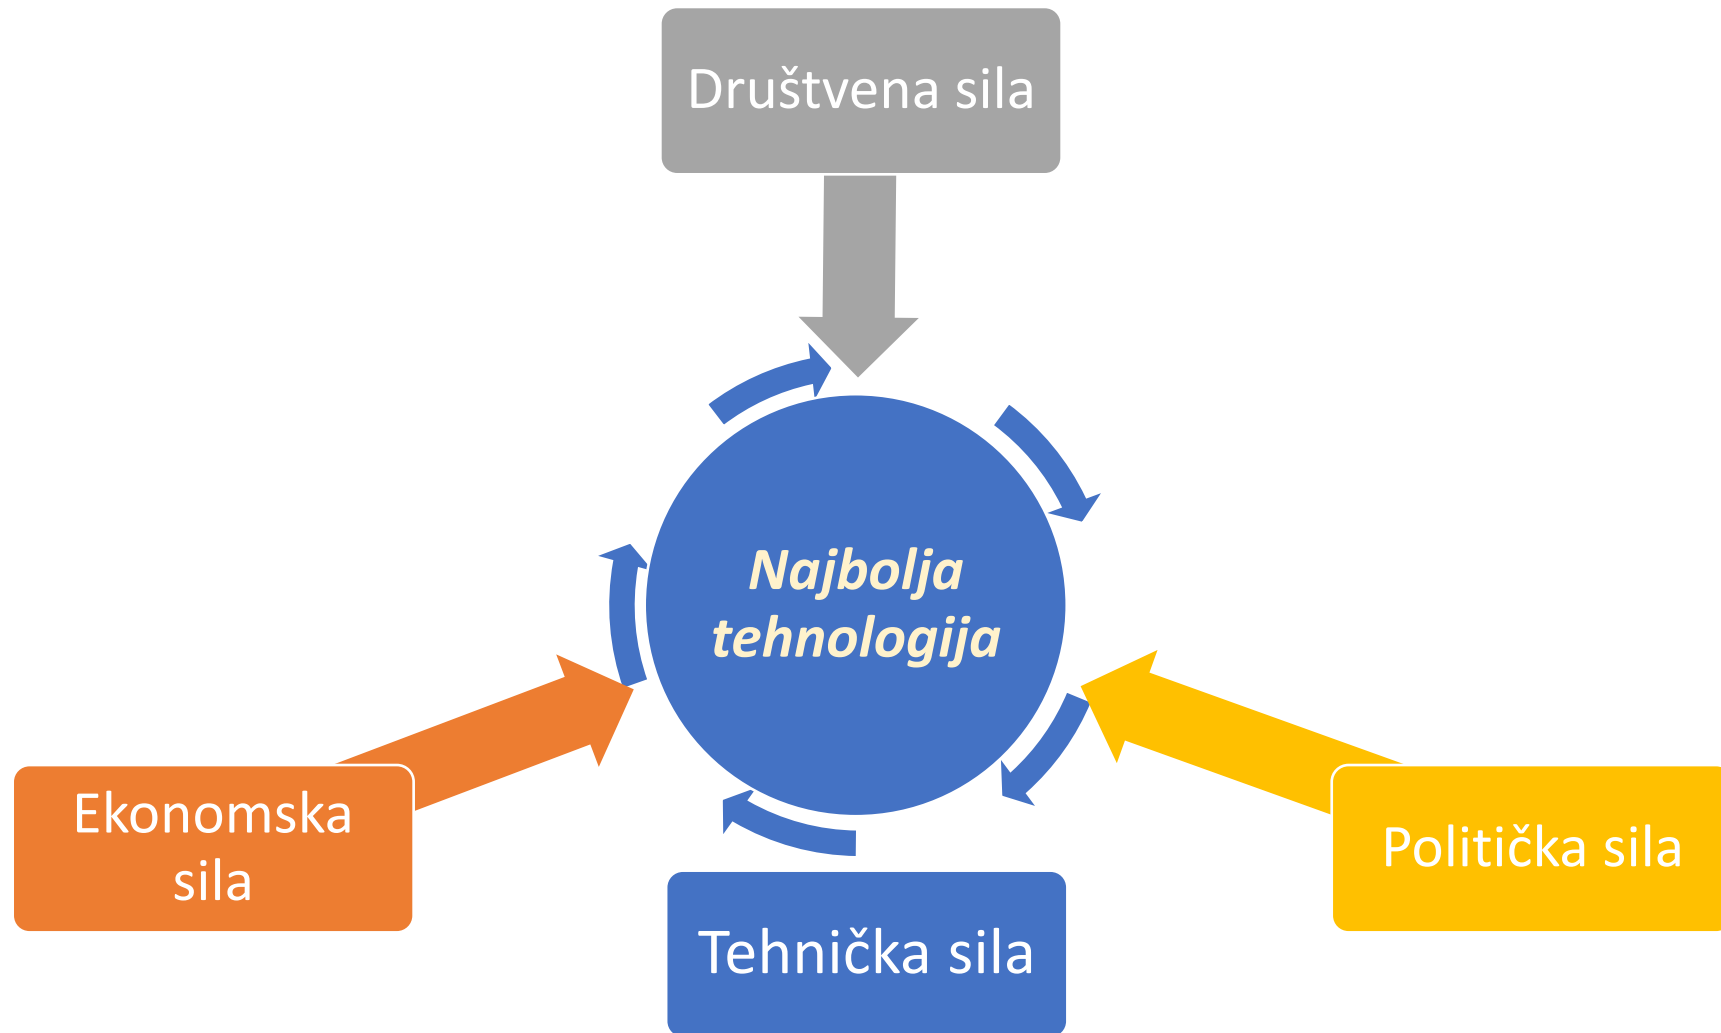 Društvena sila
Najbolja
tehnologija
Ekonomska
sila
Politička sila
Tehnička sila